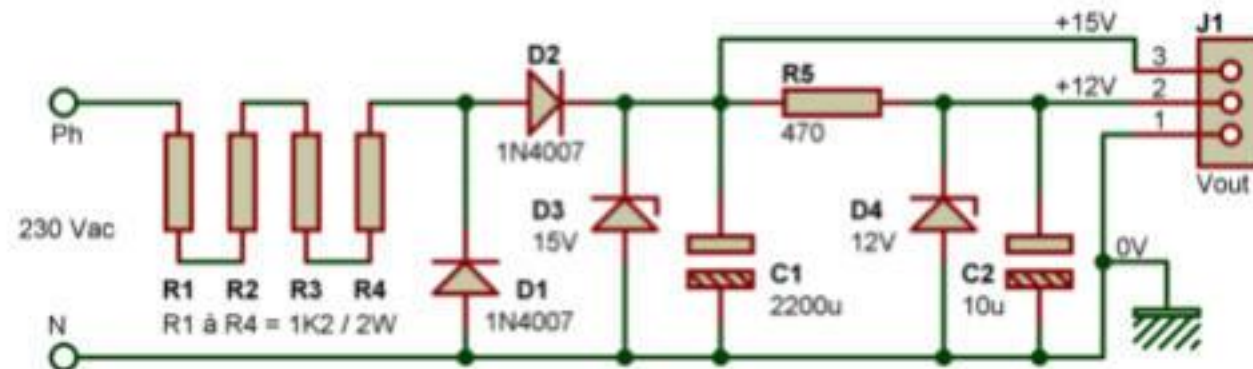 +15V
J1
D2
R5
3
+12V
2
Ph
470
1
1N4007
Vout
D3
D4
230 Vac
15V
12V
0V
R1 R2 R3 R4
D1
C1
C2
N
R1 à R4 = 1K2 / 2W
1N4007
2200u
10u